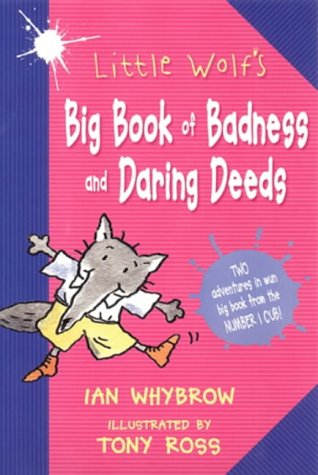 Little Wolf's
Big Book of Badness
and Daring Deeds
TWO
adventures in wun
big book from the
NUMBER 1 CUB!
IAN WHYBROW
ILLUSTRATED BY
TONY ROSS